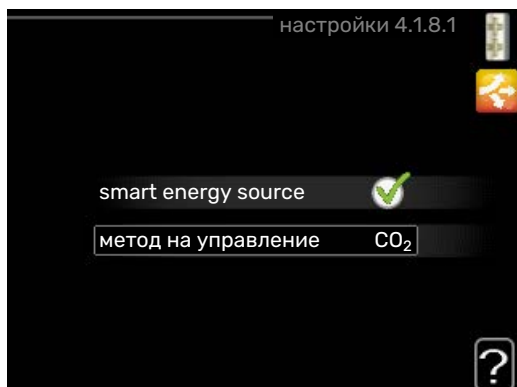 настройки 4.1.8.1
smart energy source
метод на управление CO₂
?